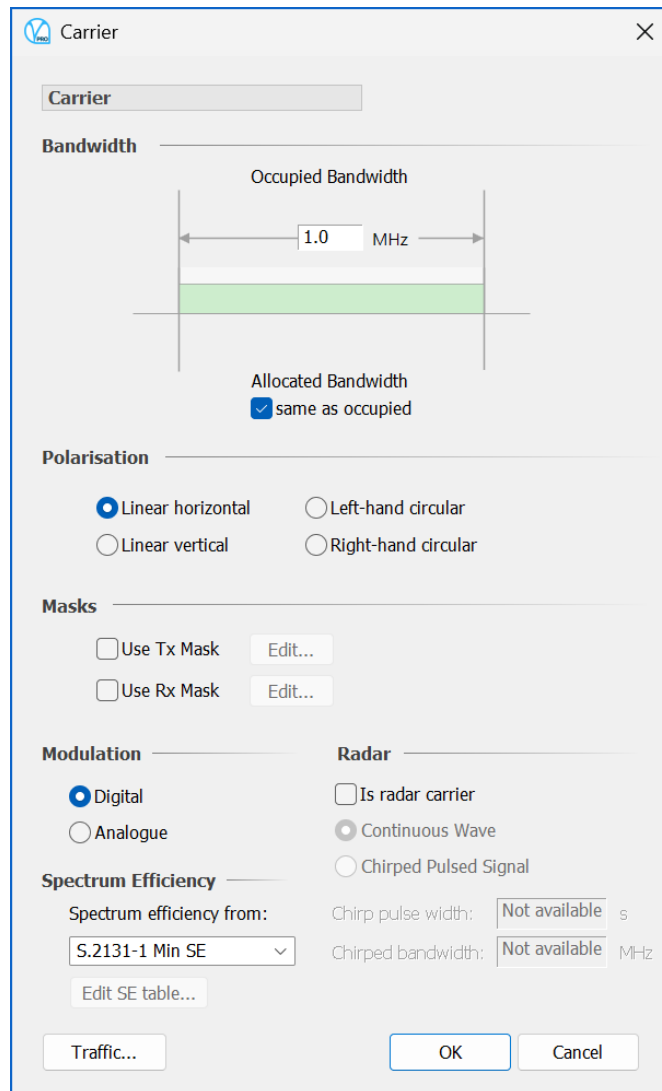 PRO
Carrier
Carrier
Bandwidth
Occupied Bandwidth
1.0 MHz
Allocated Bandwidth
same as occupied
Polarisation
Linear horizontal Left-hand circular
Linear vertical Right-hand circular
Masks
Use Tx Mask Edit...
Use Rx Mask Edit...
Modulation Radar
Digital Is radar carrier
Analogue Continuous Wave
Chirped Pulsed Signal
Spectrum Efficiency
Spectrum efficiency from: Chirp pulse width: Not available s
S.2131-1 Min SE Chirped bandwidth: Not available MHz
Edit SE table...
Traffic... OK Cancel